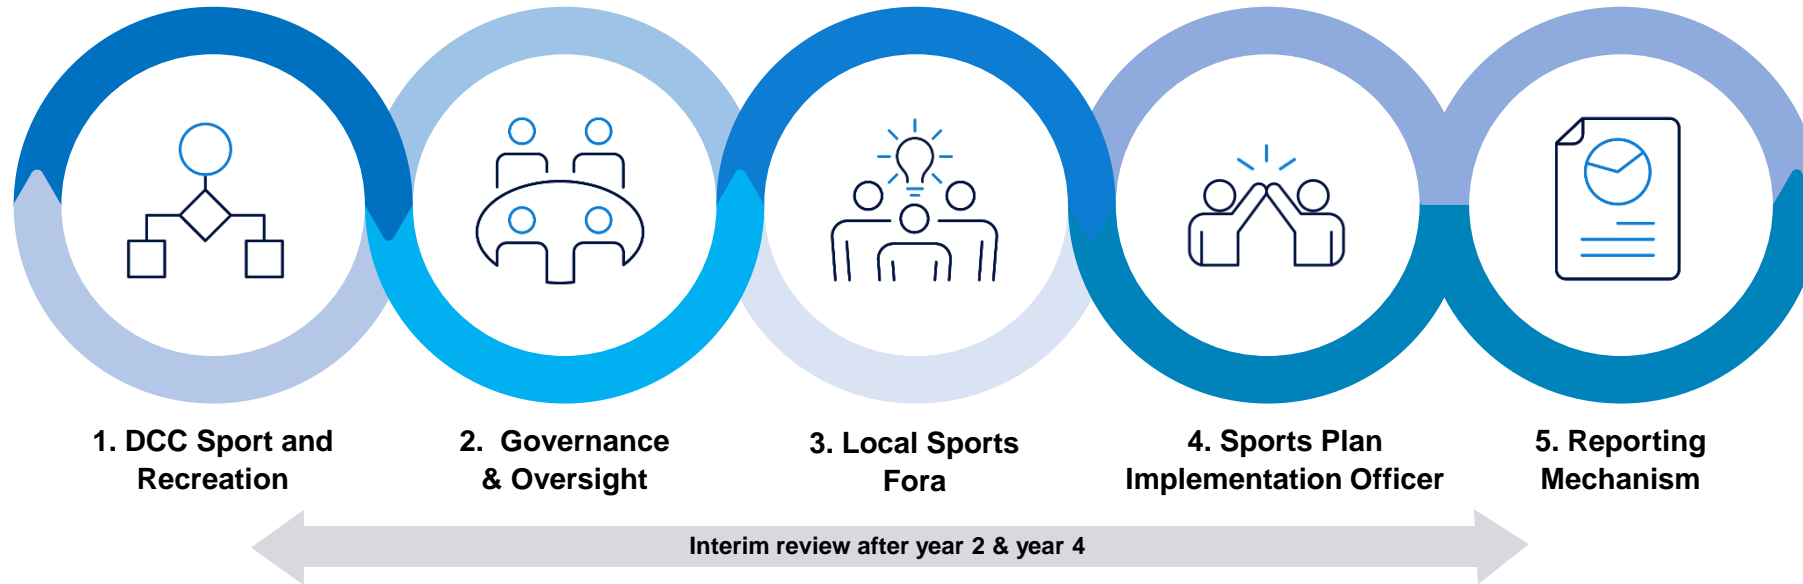 1. DCC Sport and
Recreation
2. Governance
& Oversight
3. Local Sports
Fora
4. Sports Plan
Implementation Officer
5. Reporting
Mechanism
Interim review after year 2 & year 4